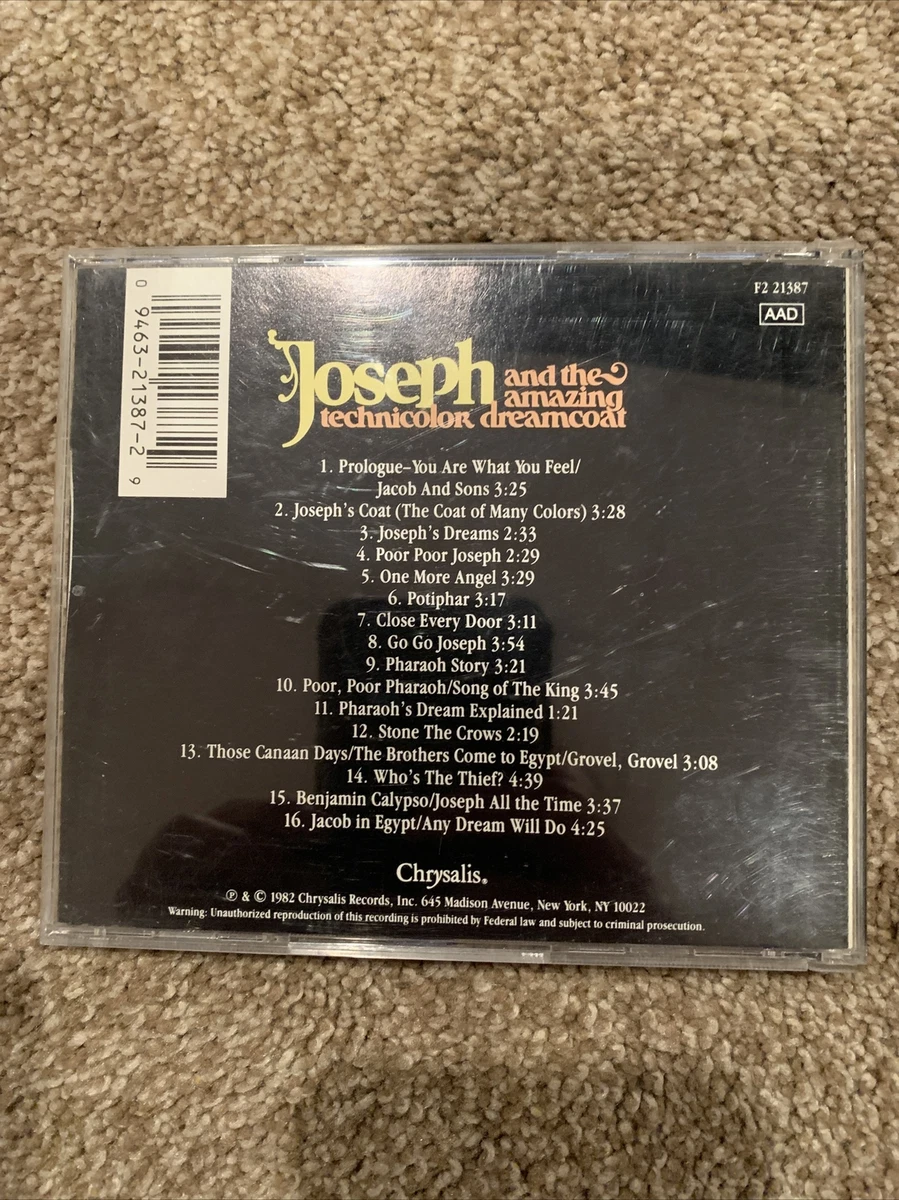 F2 21387
AAD
0 9463-21387-2 9
Joseph and the
amazing
technicolor dreamcoat
1. Prologue–You Are What You Feel/
Jacob And Sons 3:25
2. Joseph's Coat (The Coat of Many Colors) 3:28
3. Joseph's Dreams 2:33
4. Poor Poor Joseph 2:29
5. One More Angel 3:29
6. Potiphar 3:17
7. Close Every Door 3:11
8. Go Go Joseph 3:54
9. Pharaoh Story 3:21
10. Poor, Poor Pharaoh/Song of The King 3:45
11. Pharaoh's Dream Explained 1:21
12. Stone The Crows 2:19
13. Those Canaan Days/The Brothers Come to Egypt/Grovel, Grovel 3:08
14. Who's The Thief? 4:39
15. Benjamin Calypso/Joseph All the Time 3:37
16. Jacob in Egypt/Any Dream Will Do 4:25
Chrysalis®
℗ & © 1982 Chrysalis Records, Inc. 645 Madison Avenue, New York, NY 10022
Warning: Unauthorized reproduction of this recording is prohibited by Federal law and subject to criminal prosecution.